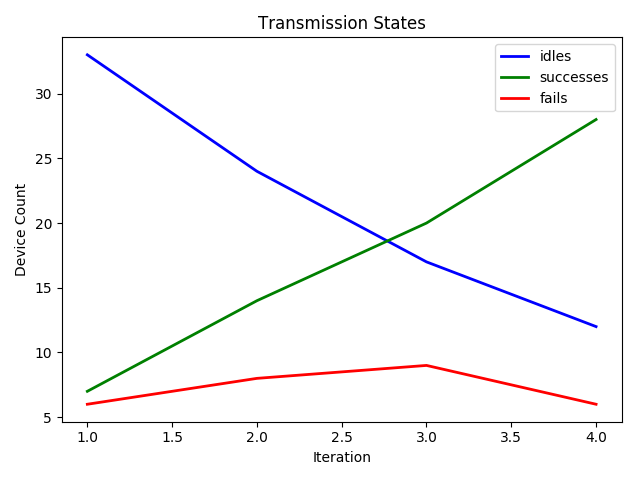 Transmission States
idles
successes
fails
Device Count
30
25
20
15
10
5
1.0 1.5 2.0 2.5 3.0 3.5 4.0
Iteration